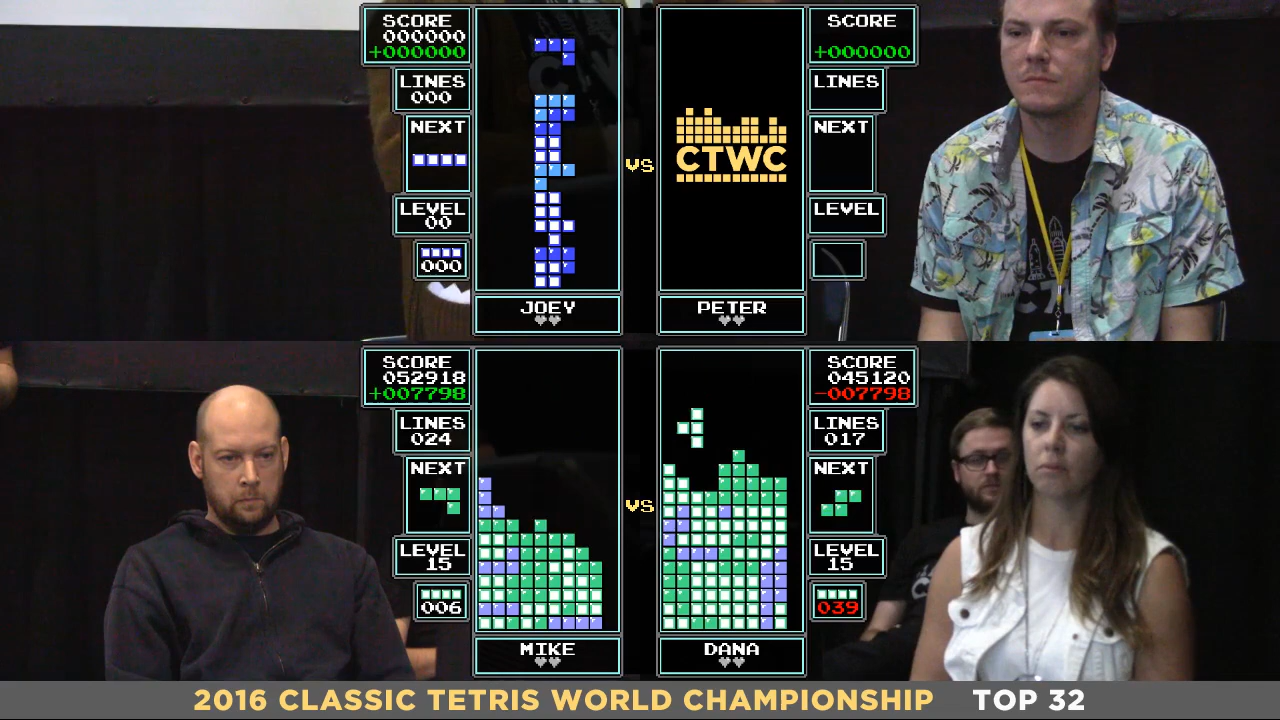 SCORE
000000
+000000
LINES
000
NEXT
LEVEL
00
000
JOEY
VS
SCORE
+000000
LINES
NEXT
LEVEL
CTWC
PETER
SCORE
052918
+007798
LINES
024
NEXT
LEVEL
15
006
MIKE
VS
SCORE
045120
-007798
LINES
017
NEXT
LEVEL
15
039
DANA
2016 CLASSIC TETRIS WORLD CHAMPIONSHIP TOP 32